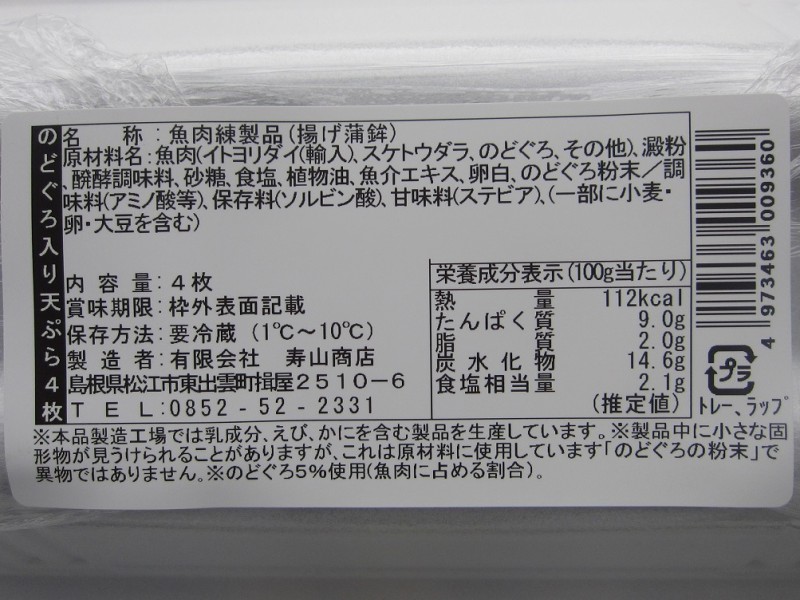 のどぐろ入り天ぷら4枚
名　　称：魚肉練製品(揚げ蒲鉾)
原材料名：魚肉(イトヨリダイ(輸入)、スケトウダラ、のどぐろ、その他)、澱粉
、醗酵調味料、砂糖、食塩、植物油、魚介エキス、卵白、のどぐろ粉末／調
味料(アミノ酸等)、保存料(ソルビン酸)、甘味料(ステビア)、(一部に小麦・
卵・大豆を含む)
内 容 量：４枚
賞味期限：枠外表面記載
保存方法：要冷蔵 (1℃～10℃)
製 造 者：有限会社　寿山商店
島根県松江市東出雲町揖屋２５１０－６
ＴＥＬ:0852-52-2331
栄養成分表示(100g当たり)
熱量 112kcal
たんぱく質 9.0g
脂質 2.0g
炭水化物 14.6g
食塩相当量 2.1g
(推定値)
4 973463 009360
プラ
トレー、ラップ
※本品製造工場では乳成分、えび、かにを含む製品を生産しています。※製品中に小さな固
形物が見うけられることがありますが、これは原材料に使用しています「のどぐろの粉末」で
異物ではありません。※のどぐろ5%使用(魚肉に占める割合)。